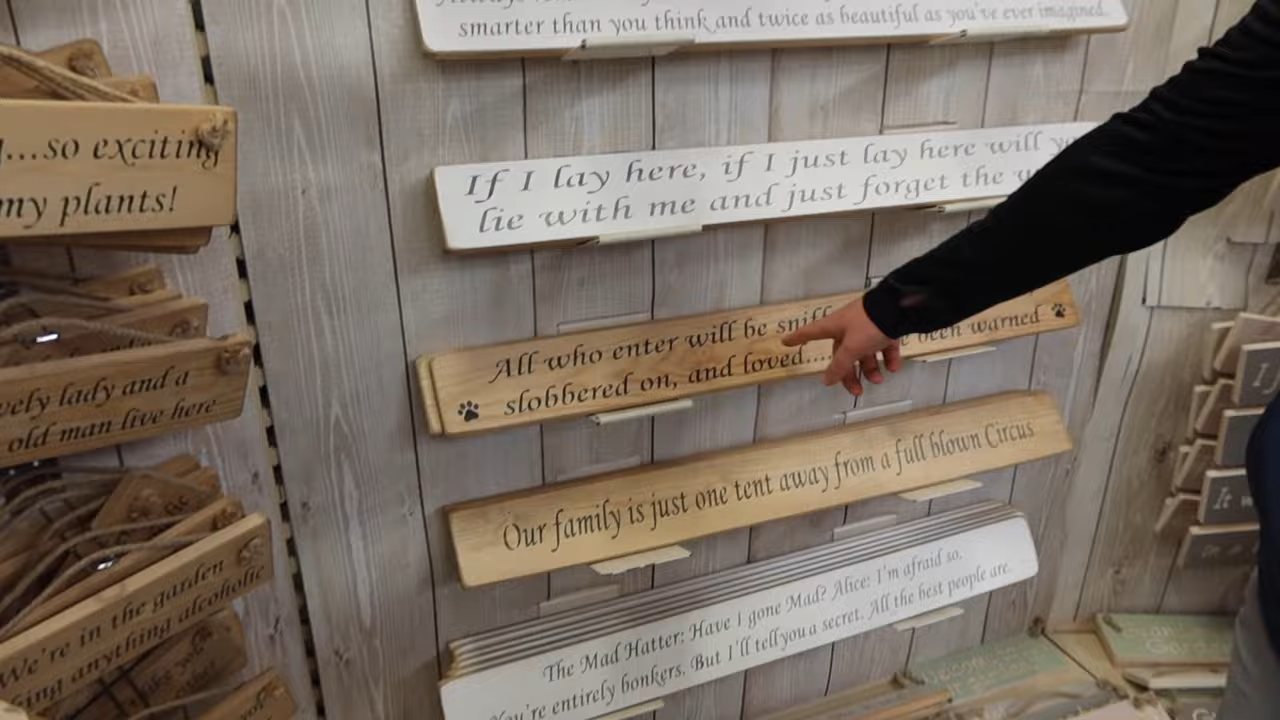 smarter than you think and twice as beautiful as you've ever imagined.
If I lay here, if I just lay here will
lie with me and just forget the
All who enter will be sniff
slobbered on, and loved.... been warned
Our family is just one tent away from a full blown Circus
The Mad Hatter: Have I gone Mad? Alice: I'm afraid so.
You're entirely bonkers. But I'll tell you a secret. All the best people are.
...so exciting
my plants!
lady and a
old man live here
We're in the garden
anything alcoholic
It